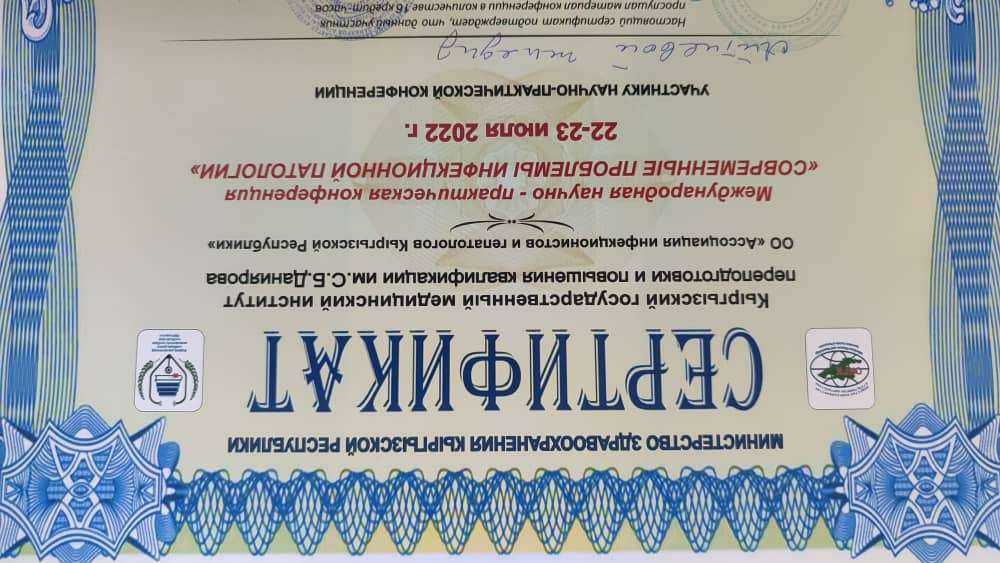 МИНИСТЕРСТВО ЗДРАВООХРАНЕНИЯ КЫРГЫЗСКОЙ РЕСПУБЛИКИ
СЕРТИФИКАТ
Кыргызский государственный медицинский институт
переподготовки и повышения квалификации им.С.Б.Даниярова
ОО «Ассоциация инфекционистов и гепатологов Кыргызской Республики»
Международная научно - практическая конференция
«СОВРЕМЕННЫЕ ПРОБЛЕМЫ ИНФЕКЦИОННОЙ ПАТОЛОГИИ»
22-23 ИЮЛЯ 2022 г.
УЧАСТНИКУ НАУЧНО-ПРАКТИЧЕСКОЙ КОНФЕРЕНЦИИ
Настоящий сертификат подтверждает, что данный участник
прослушал материал конференции в количестве 16 кредит-часов